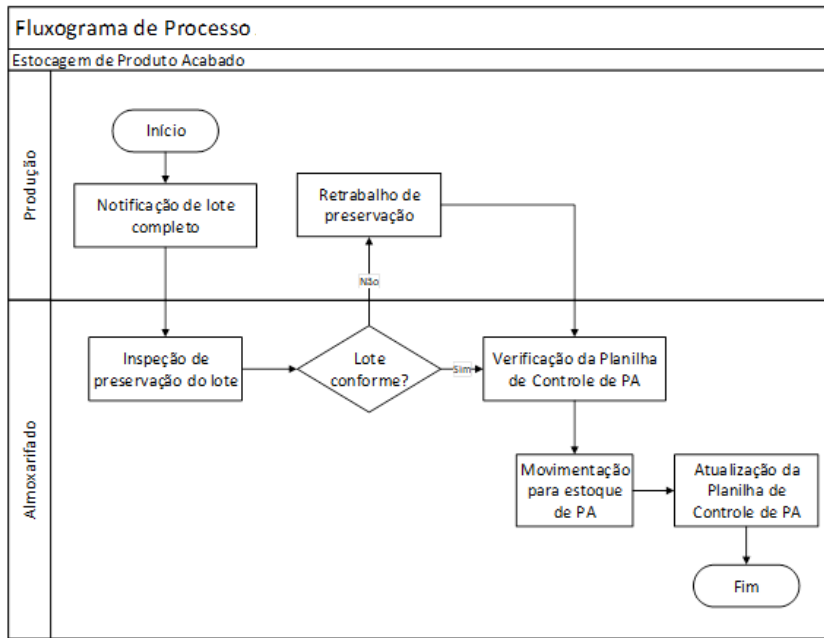 Fluxograma de Processo
Estocagem de Produto Acabado
Produção
Início
Notificação de lote
completo
Retrabalho de
preservação
Não
Almoxarifado
Inspeção de
preservação do lote
Lote
conforme?
Sim
Verificação da Planilha
de Controle de PA
Movimentação
para estoque
de PA
Atualização da
Planilha de
Controle de PA
Fim